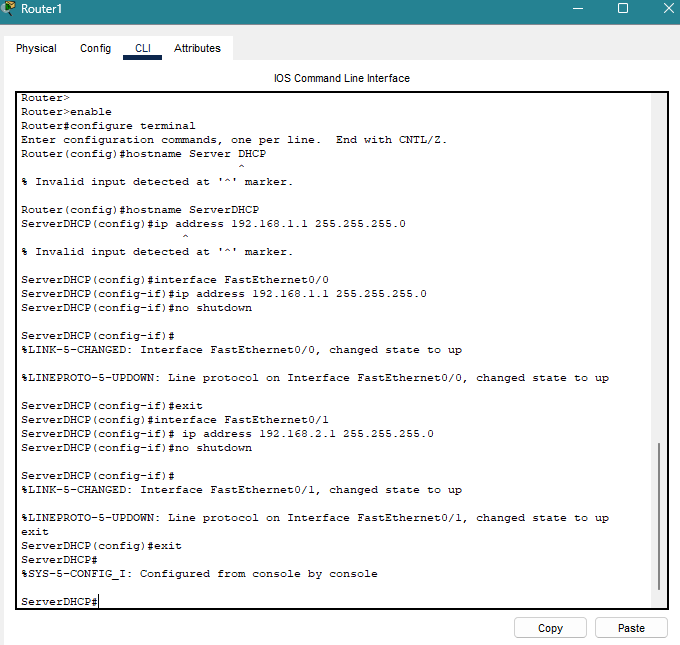 Router1
Physical Config CLI Attributes
IOS Command Line Interface
Router>
Router>enable
Router#configure terminal
Enter configuration commands, one per line.  End with CNTL/Z.
Router(config)#hostname Server DHCP
^
% Invalid input detected at '^' marker.
Router(config)#hostname ServerDHCP
ServerDHCP(config)#ip address 192.168.1.1 255.255.255.0
^
% Invalid input detected at '^' marker.
ServerDHCP(config)#interface FastEthernet0/0
ServerDHCP(config-if)#ip address 192.168.1.1 255.255.255.0
ServerDHCP(config-if)#no shutdown
ServerDHCP(config-if)#
%LINK-5-CHANGED: Interface FastEthernet0/0, changed state to up
%LINEPROTO-5-UPDOWN: Line protocol on Interface FastEthernet0/0, changed state to up
ServerDHCP(config-if)#exit
ServerDHCP(config)#interface FastEthernet0/1
ServerDHCP(config-if)# ip address 192.168.2.1 255.255.255.0
ServerDHCP(config-if)#no shutdown
ServerDHCP(config-if)#
%LINK-5-CHANGED: Interface FastEthernet0/1, changed state to up
%LINEPROTO-5-UPDOWN: Line protocol on Interface FastEthernet0/1, changed state to up
exit
ServerDHCP(config)#exit
ServerDHCP#
%SYS-5-CONFIG_I: Configured from console by console
ServerDHCP#
Copy Paste